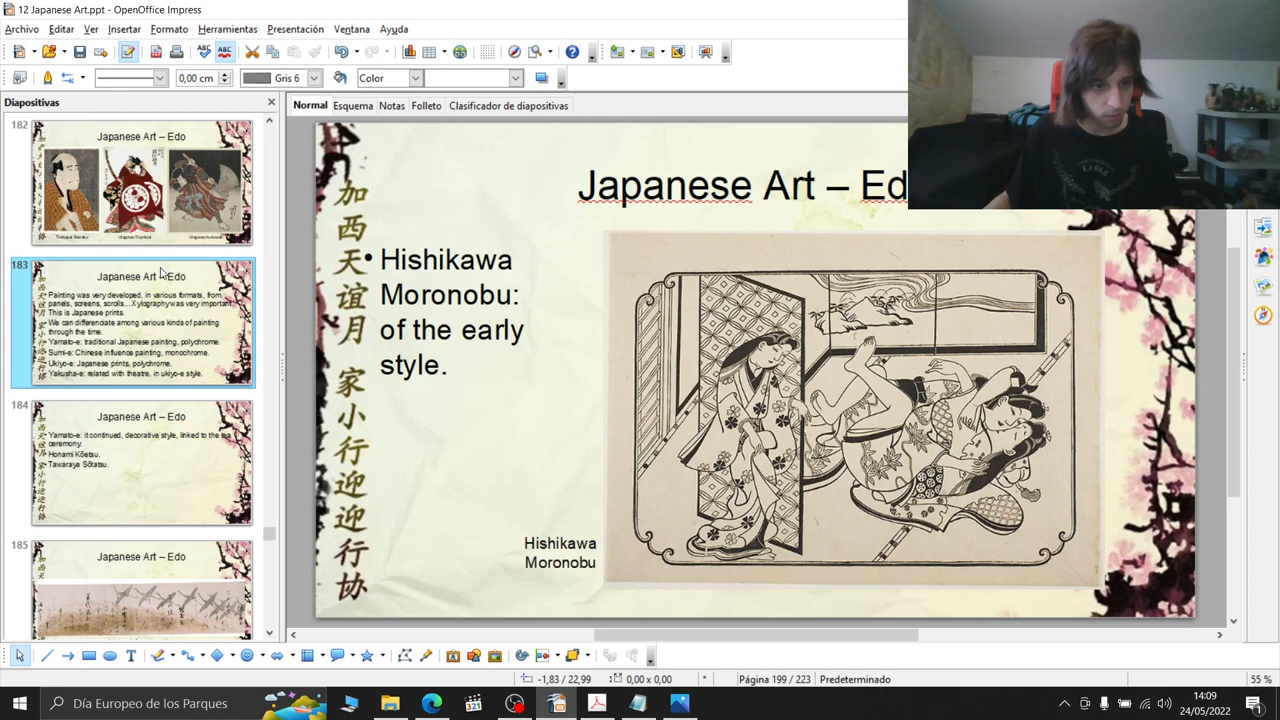 12 Japanese Art.ppt - OpenOffice Impress
Archivo Editar Ver Insertar Formato Herramientas Presentación Ventana Ayuda
0,00 cm Gris 6 Color
Diapositivas
Normal Esquema Notas Folleto Clasificador de diapositivas
182
Japanese Art – Edo
183
Japanese Art – Edo
Painting was very developed, in various formats, from
panels, screens, scrolls…Xylography was very important.
This is Japanese prints.
We can differenciate among various kinds of painting
through the time.
Yamato-e: traditional Japanese painting, polychrome.
Sumi-e: Chinese influence painting, monochrome.
Ukiyo-e: Japanese prints, polychrome.
Yakusha-e: related with theatre, in ukiyo-e style.
184
Japanese Art – Edo
Yamato-e: it continued, decorative style, linked to the tea
ceremony.
Honami Kōetsu.
Tawaraya Sōtatsu.
185
Japanese Art – Edo
Japanese Art – Ed
加
西
天
谊
月
家
小
行
迎
迎
行
协
• Hishikawa
Moronobu:
of the early
style.
Hishikawa
Moronobu
EAGLE
-1,83 / 22,99 0,00 x 0,00 * Página 199 / 223 Predeterminado 55 %
Día Europeo de los Parques
321
14:09
24/05/2022
1